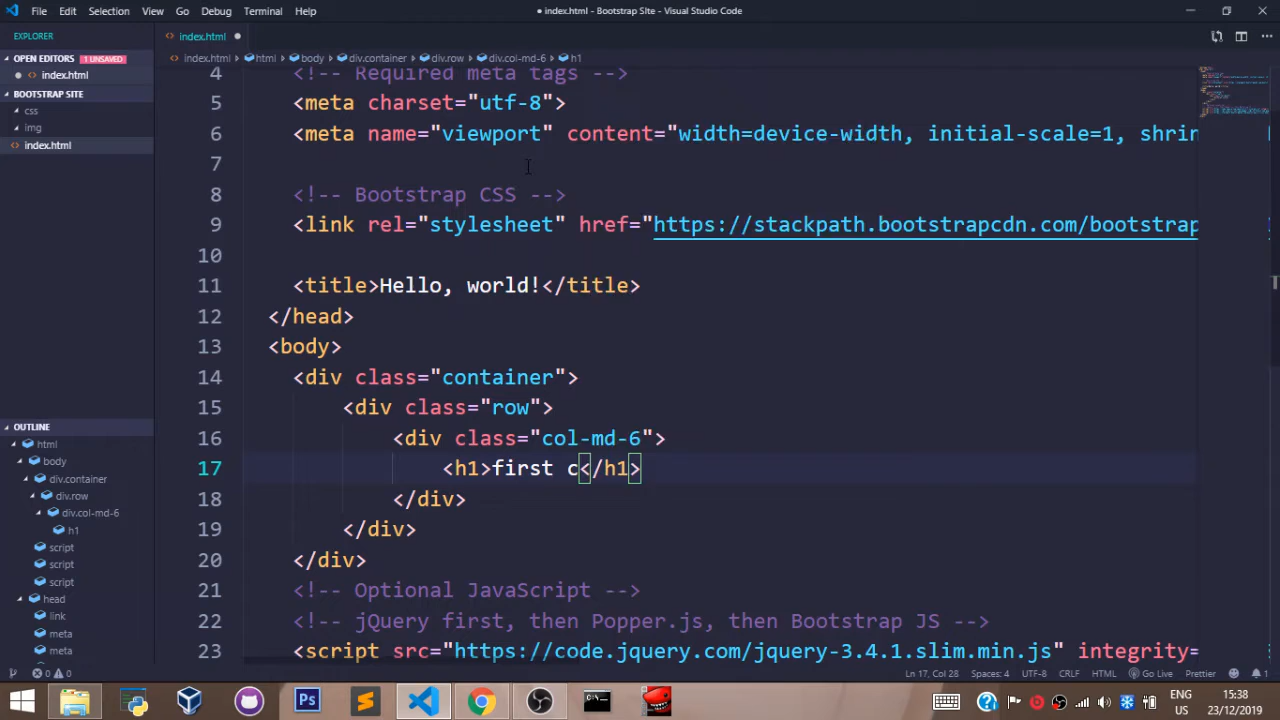 File Edit Selection View Go Debug Terminal Help
● index.html - Bootstrap Site - Visual Studio Code
EXPLORER
index.html ●
OPEN EDITORS 1 UNSAVED
● index.html
BOOTSTRAP SITE
css
img
index.html
index.html › html › body › div.container › div.row › div.col-md-6 › h1
4 <!-- Required meta tags -->
5 <meta charset="utf-8">
6 <meta name="viewport" content="width=device-width, initial-scale=1, shrin
7
8 <!-- Bootstrap CSS -->
9 <link rel="stylesheet" href="https://stackpath.bootstrapcdn.com/bootstrap
10
11 <title>Hello, world!</title>
12 </head>
13 <body>
14 <div class="container">
15 <div class="row">
16 <div class="col-md-6">
17 <h1>first c</h1>
18 </div>
19 </div>
20 </div>
21 <!-- Optional JavaScript -->
22 <!-- jQuery first, then Popper.js, then Bootstrap JS -->
23 <script src="https://code.jquery.com/jquery-3.4.1.slim.min.js" integrity=
OUTLINE
html
body
div.container
div.row
div.col-md-6
h1
script
script
script
head
link
meta
meta
0 0
Ln 17, Col 28 Spaces: 4 UTF-8 CRLF HTML Go Live Prettier 1
Ps
ENG
US
15:38
23/12/2019